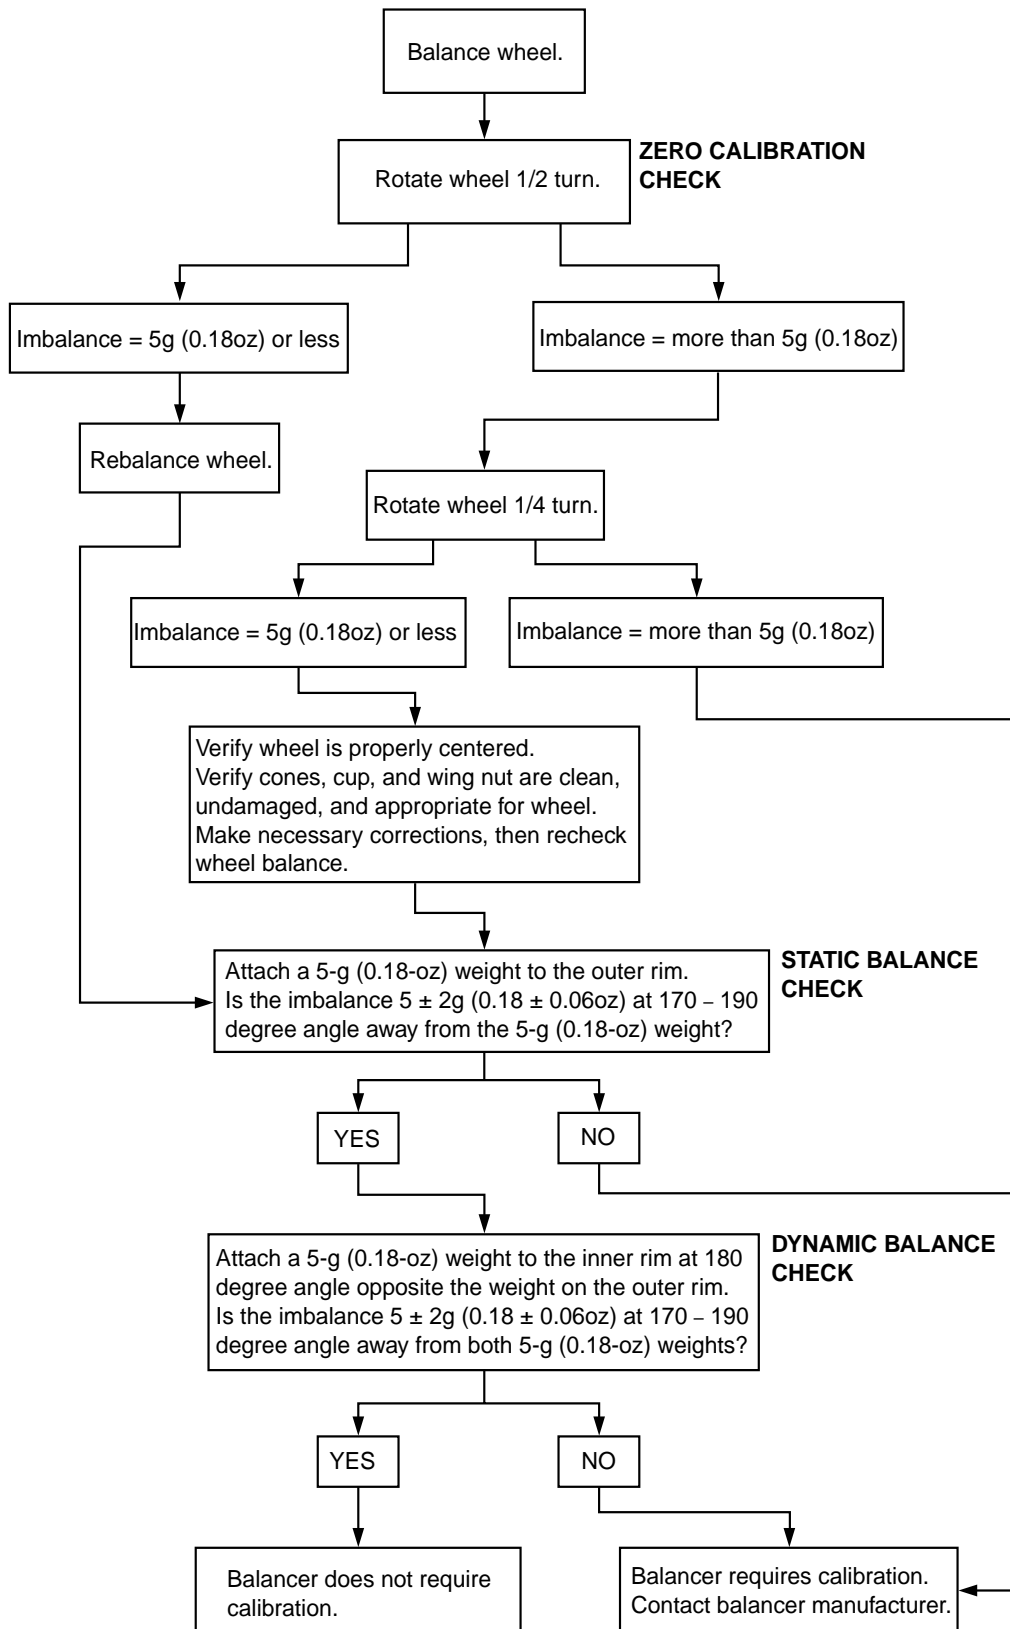 Balance wheel.
ZERO CALIBRATION
CHECK
Rotate wheel 1/2 turn.
Imbalance = 5g (0.18oz) or less
Imbalance = more than 5g (0.18oz)
Rebalance wheel.
Rotate wheel 1/4 turn.
Imbalance = 5g (0.18oz) or less
Imbalance = more than 5g (0.18oz)
Verify wheel is properly centered.
Verify cones, cup, and wing nut are clean,
undamaged, and appropriate for wheel.
Make necessary corrections, then recheck
wheel balance.
STATIC BALANCE
CHECK
Attach a 5-g (0.18-oz) weight to the outer rim.
Is the imbalance 5 ± 2g (0.18 ± 0.06oz) at 170 – 190
degree angle away from the 5-g (0.18-oz) weight?
YES
NO
DYNAMIC BALANCE
CHECK
Attach a 5-g (0.18-oz) weight to the inner rim at 180
degree angle opposite the weight on the outer rim.
Is the imbalance 5 ± 2g (0.18 ± 0.06oz) at 170 – 190
degree angle away from both 5-g (0.18-oz) weights?
YES
NO
Balancer does not require
calibration.
Balancer requires calibration.
Contact balancer manufacturer.